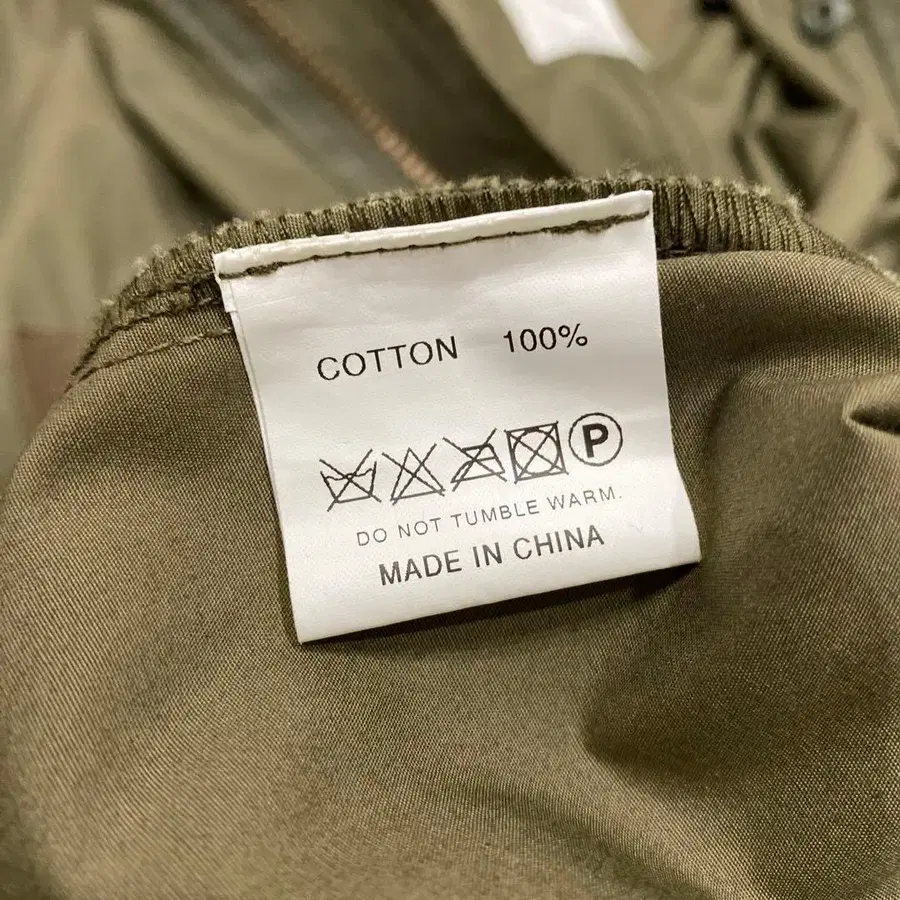 COTTON 100%
P
DO NOT TUMBLE WARM.
MADE IN CHINA